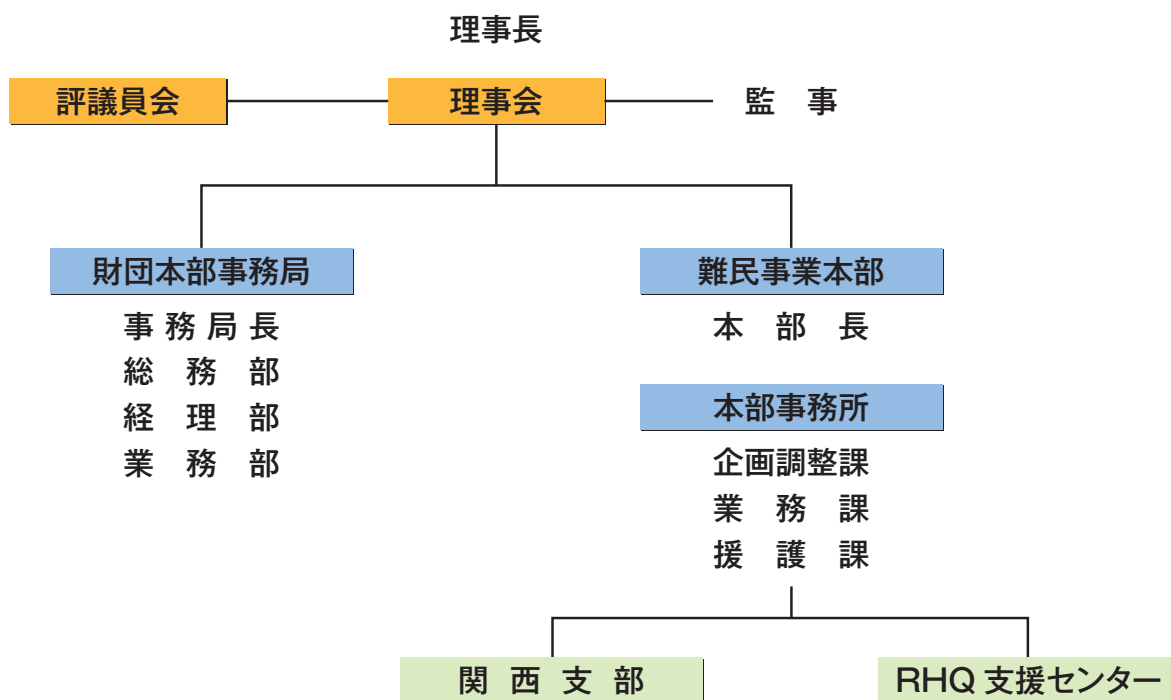 理事長
評議員会
理事会
監事
財団本部事務局
事務局長
総務部
経理部
業務部
難民事業本部
本部長
本部事務所
企画調整課
業務課
援護課
関西支部
RHQ支援センター